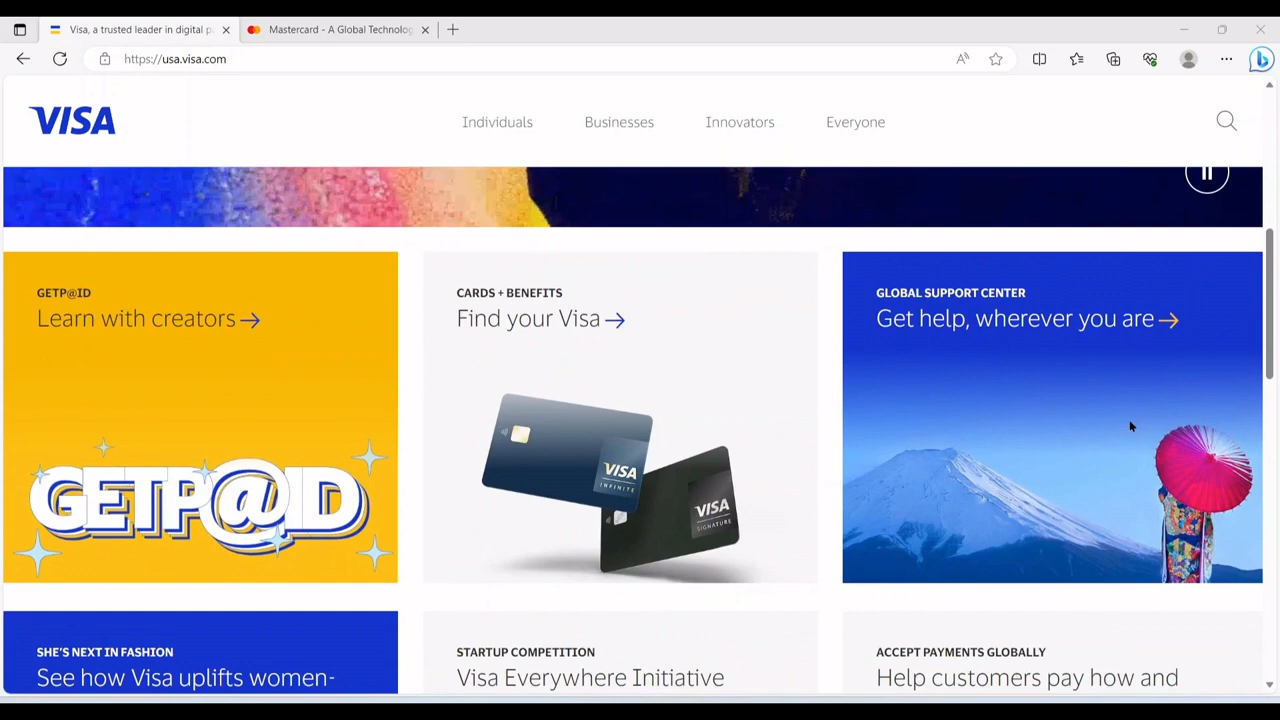 Visa, a trusted leader in digital p
Mastercard - A Global Technolog
https://usa.visa.com
VISA
Individuals
Businesses
Innovators
Everyone
GETP@ID
Learn with creators
GETP@ID
CARDS + BENEFITS
Find your Visa
VISA
INFINITE
VISA
SIGNATURE
GLOBAL SUPPORT CENTER
Get help, wherever you are
SHE'S NEXT IN FASHION
See how Visa uplifts women-
STARTUP COMPETITION
Visa Everywhere Initiative
ACCEPT PAYMENTS GLOBALLY
Help customers pay how and